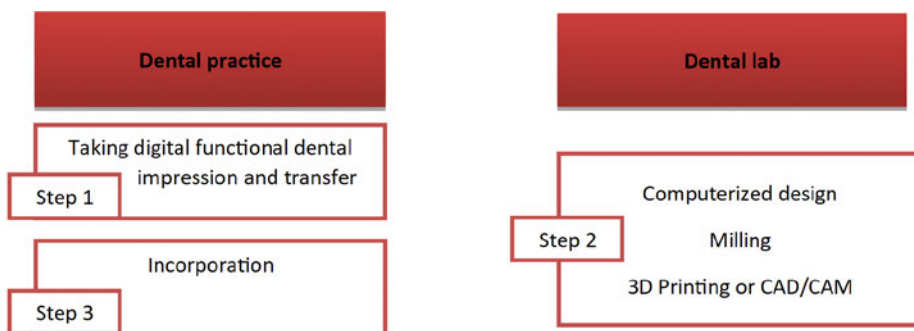 Dental practice
Taking digital functional dental
impression and transfer
Step 1
Incorporation
Step 3
Dental lab
Computerized design
Milling
3D Printing or CAD/CAM
Step 2